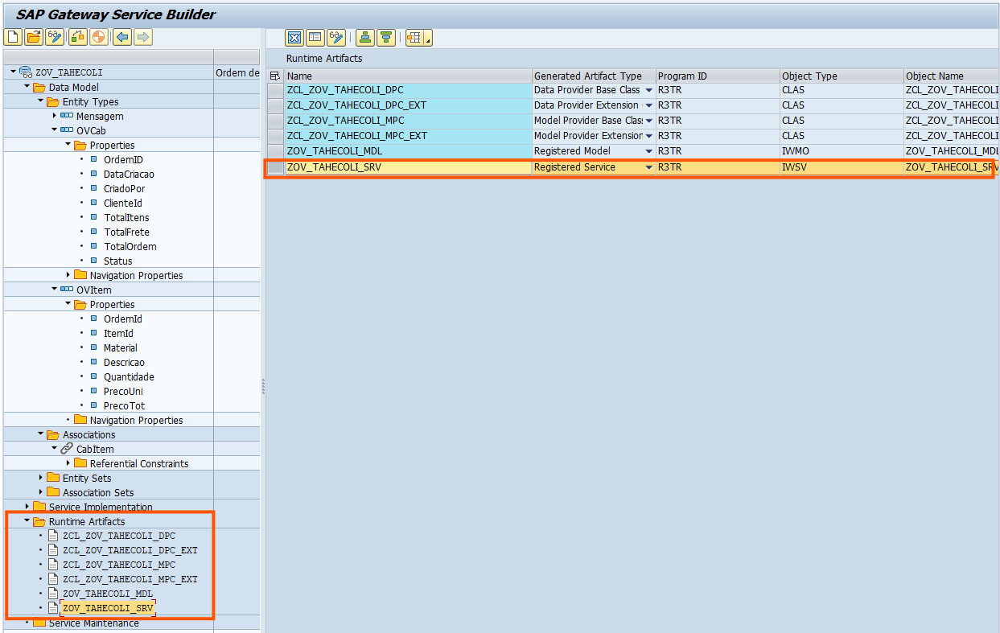 SAP Gateway Service Builder
ZOV_TAHECOLI Ordem de
Data Model
Entity Types
Mensagem
OVCab
Properties
OrdemID
DataCriacao
CriadoPor
ClienteId
TotalItens
TotalFrete
TotalOrdem
Status
Navigation Properties
OVItem
Properties
OrdemId
ItemId
Material
Descricao
Quantidade
PrecoUni
PrecoTot
Navigation Properties
Associations
CabItem
Referential Constraints
Entity Sets
Association Sets
Service Implementation
Runtime Artifacts
ZCL_ZOV_TAHECOLI_DPC
ZCL_ZOV_TAHECOLI_DPC_EXT
ZCL_ZOV_TAHECOLI_MPC
ZCL_ZOV_TAHECOLI_MPC_EXT
ZOV_TAHECOLI_MDL
ZOV_TAHECOLI_SRV
Service Maintenance
Runtime Artifacts
Name Generated Artifact Type Program ID Object Type Object Name
ZCL_ZOV_TAHECOLI_DPC Data Provider Base Class R3TR CLAS ZCL_ZOV_TAHECOLI
ZCL_ZOV_TAHECOLI_DPC_EXT Data Provider Extension R3TR CLAS ZCL_ZOV_TAHECOLI
ZCL_ZOV_TAHECOLI_MPC Model Provider Base Clas R3TR CLAS ZCL_ZOV_TAHECOLI
ZCL_ZOV_TAHECOLI_MPC_EXT Model Provider Extension R3TR CLAS ZCL_ZOV_TAHECOLI
ZOV_TAHECOLI_MDL Registered Model R3TR IWMO ZOV_TAHECOLI_MDL
ZOV_TAHECOLI_SRV Registered Service R3TR IWSV ZOV_TAHECOLI_SRV